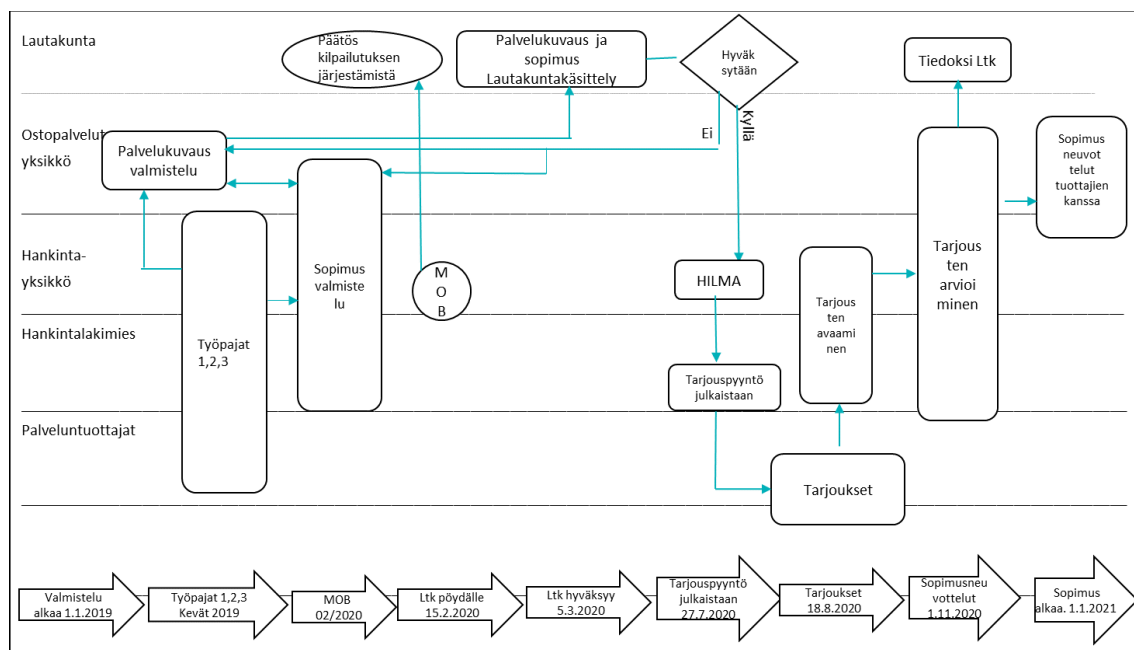 Lautakunta
Päätös
kilpailutuksen
järjestämistä
Palvelukuvaus ja
sopimus
Lautakuntakäsittely
Hyväk
sytään
Tiedoksi Ltk
Ei
Kyllä
Ostopalvelut
yksikkö
Palvelukuvaus
valmistelu
Sopimus
neuvot
telut
tuottajien
kanssa
Hankinta-
yksikkö
Sopimus
valmiste
lu
M
O
B
HILMA
Tarjous
ten
avaami
nen
Tarjous
ten
arvioi
minen
Hankintalakimies
Työpajat
1,2,3
Tarjouspyyntö
julkaistaan
Palveluntuottajat
Tarjoukset
Valmistelu
alkaa 1.1.2019
Työpajat 1,2,3
Kevät 2019
MOB
02/2020
Ltk pöydälle
15.2.2020
Ltk hyväksyy
5.3.2020
Tarjouspyyntö
julkaistaan
27.7.2020
Tarjoukset
18.8.2020
Sopimusneu
vottelut
1.11.2020
Sopimus
alkaa. 1.1.2021